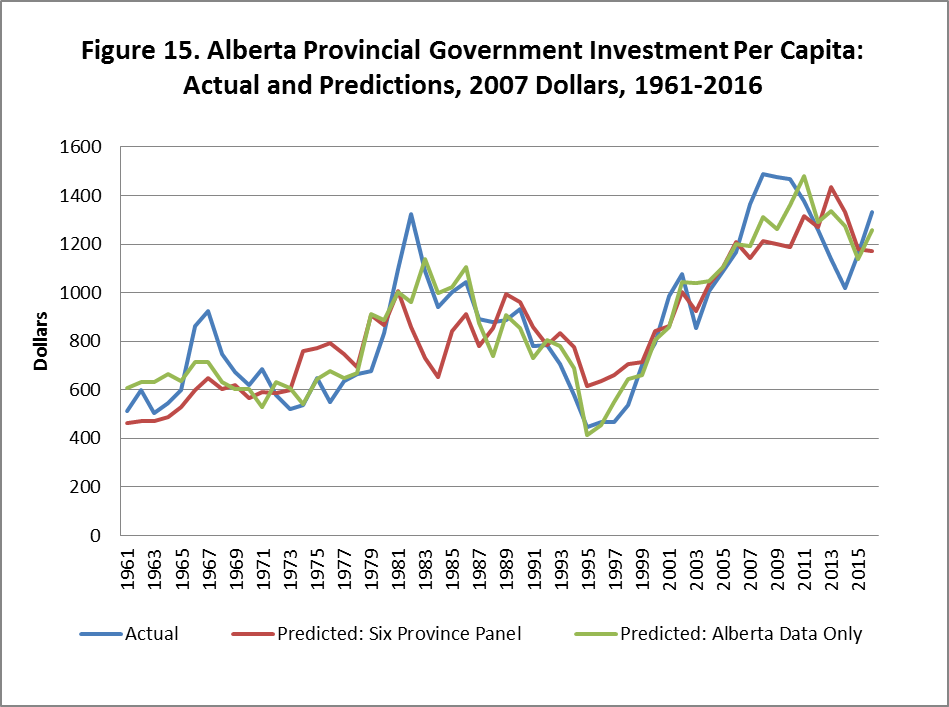 Figure 15. Alberta Provincial Government Investment Per Capita:
Actual and Predictions, 2007 Dollars, 1961-2016
1600
1400
1200
1000
800
600
400
200
0
Dollars
1961 1963 1965 1967 1969 1971 1973 1975 1977 1979 1981 1983 1985 1987 1989 1991 1993 1995 1997 1999 2001 2003 2005 2007 2009 2011 2013 2015
Actual Predicted: Six Province Panel Predicted: Alberta Data Only